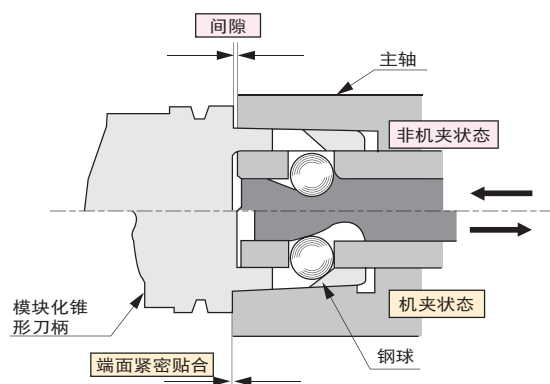 间隙
主轴
非机夹状态
模块化锥
形刀柄
机夹状态
端面紧密贴合
钢球